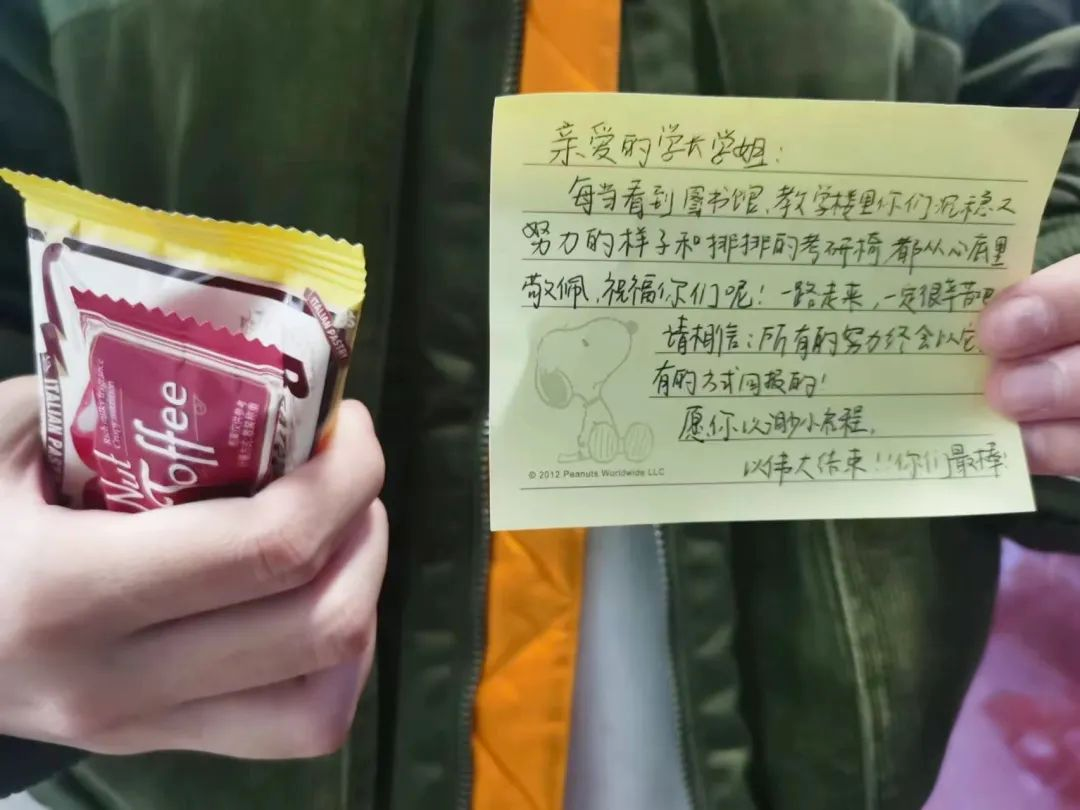 亲爱的学长学姐：
每当看到图书馆、教学楼里你们沉稳又
努力的样子和排排的考研椅都从心底里
敬佩、祝福你们呢！一路走来，一定很辛苦吧
请相信：所有的努力终会以它
有的方式回报的！
愿你以渺小启程，
以伟大结束！！你们最棒！
© 2012 Peanuts Worldwide LLC
ITALIAN PASTRY
ITALIAN PAST
Rich milky fragrance
Nut
Toffee